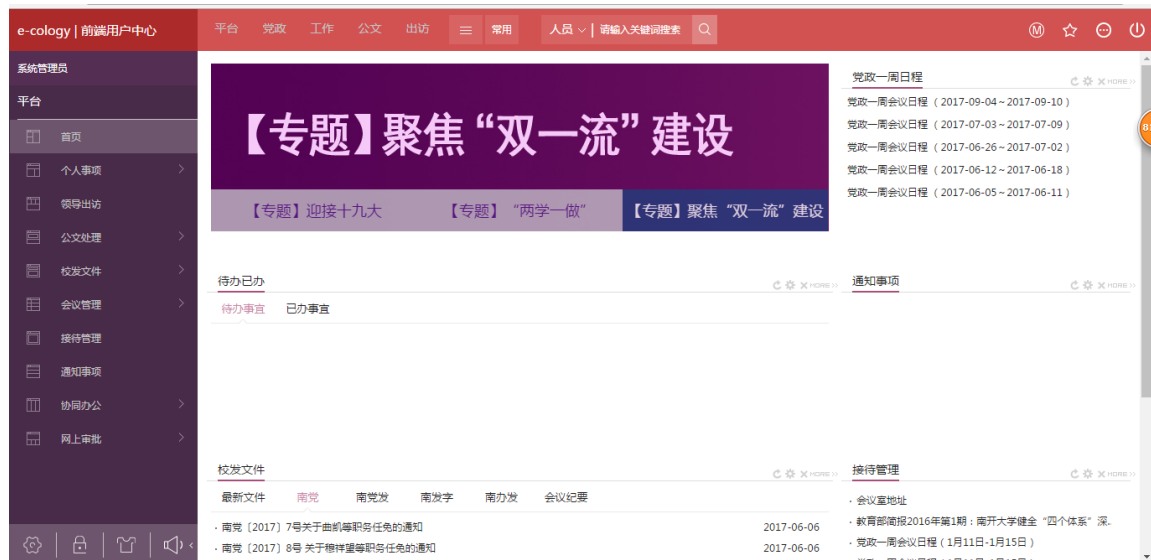 e-cology | 前端用户中心
平台 党政 工作 公文 出访 常用 人员 请输入关键词搜索
系统管理员
平台
首页
个人事项
领导出访
公文处理
校发文件
会议管理
接待管理
通知事项
协同办公
网上审批
【专题】聚焦“双一流”建设
【专题】迎接十九大 【专题】“两学一做” 【专题】聚焦“双一流”建设
党政一周日程 MORE>>
党政一周会议日程（2017-09-04～2017-09-10）
党政一周会议日程（2017-07-03～2017-07-09）
党政一周会议日程（2017-06-26～2017-07-02）
党政一周会议日程（2017-06-12～2017-06-18）
党政一周会议日程（2017-06-05～2017-06-11）
待办已办 MORE>>
待办事宜 已办事宜
通知事项 MORE>>
校发文件 MORE>>
最新文件 南党 南党发 南发字 南办发 会议纪要
· 南党〔2017〕7号关于曲凯等职务任免的通知 2017-06-06
· 南党〔2017〕8号 关于穆祥望等职务任免的通知 2017-06-06
接待管理 MORE>>
· 会议室地址
· 教育部简报2016年第1期：南开大学健全“四个体系”深..
· 党政一周会议日程（1月11日-1月15日）